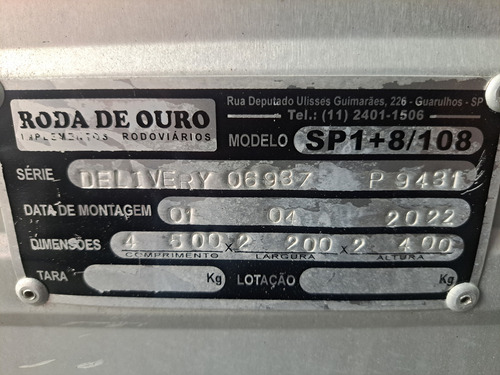 RODA DE OURO
IMPLEMENTOS RODOVIÁRIOS
Rua Deputado Ulisses Guimarães, 226 - Guarulhos - SP
Tel.: (11) 2401-1506
MODELO SP1+8/108
SÉRIE DELIVERY 06937 P 9431
DATA DE MONTAGEM 01 04 2022
DIMENSÕES 4 500 x 2 200 x 2 400
COMPRIMENTO LARGURA ALTURA
TARA Kg LOTAÇÃO Kg